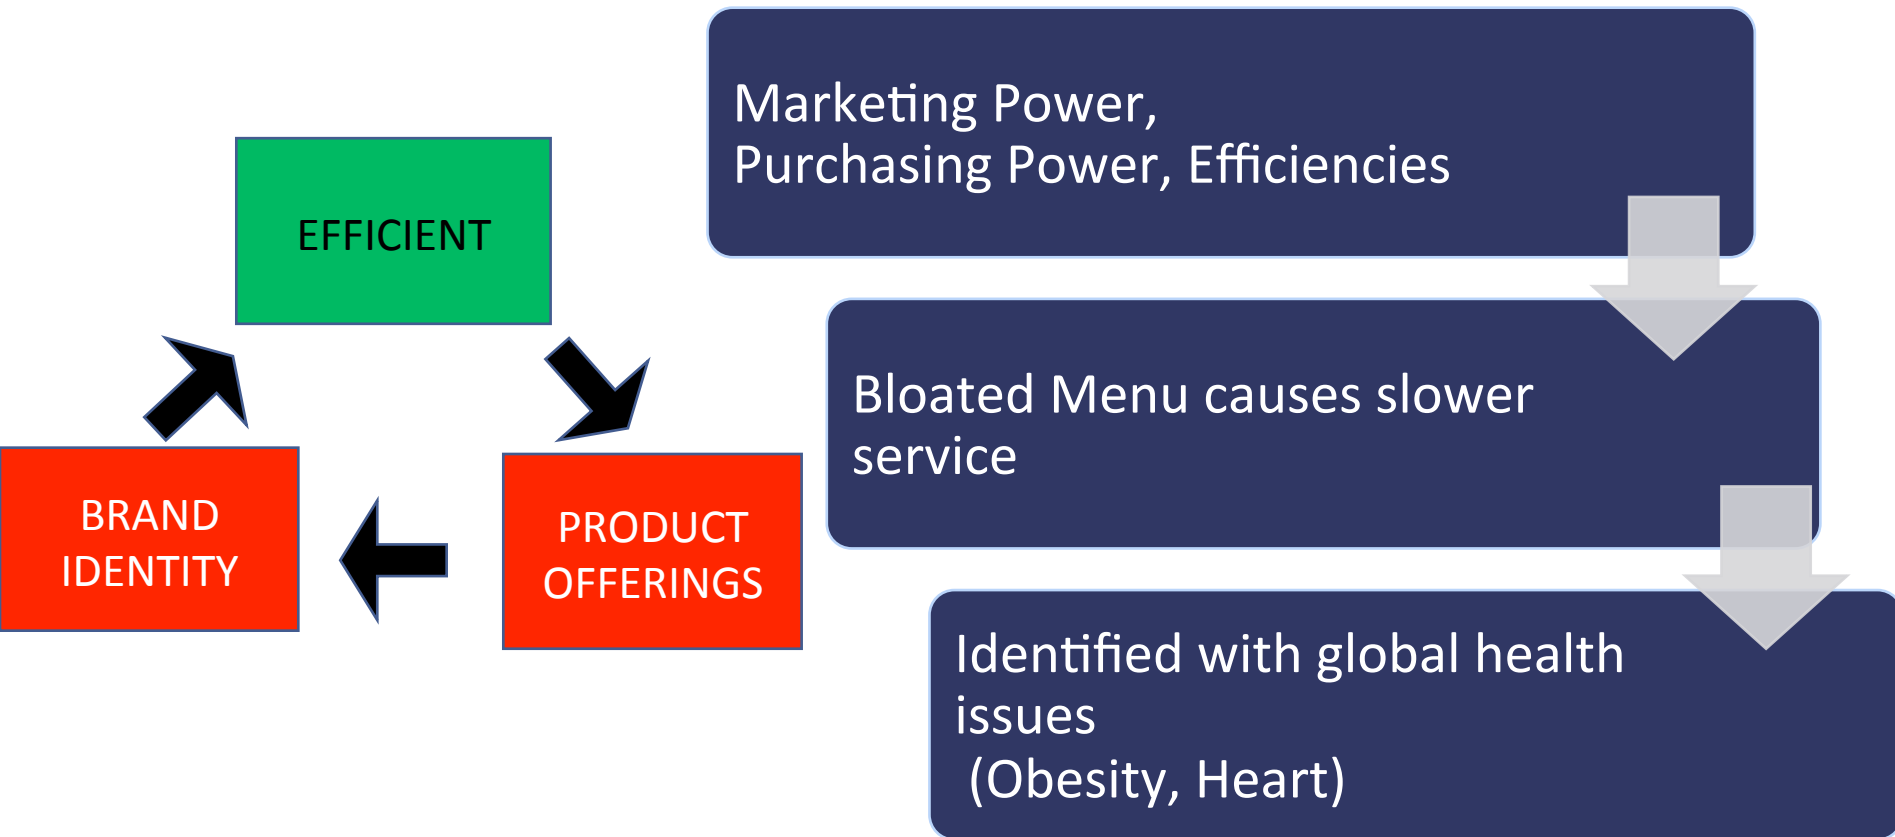 EFFICIENT
BRAND
IDENTITY
PRODUCT
OFFERINGS
Marketing Power,
Purchasing Power, Efficiencies
Bloated Menu causes slower
service
Identified with global health
issues
(Obesity, Heart)